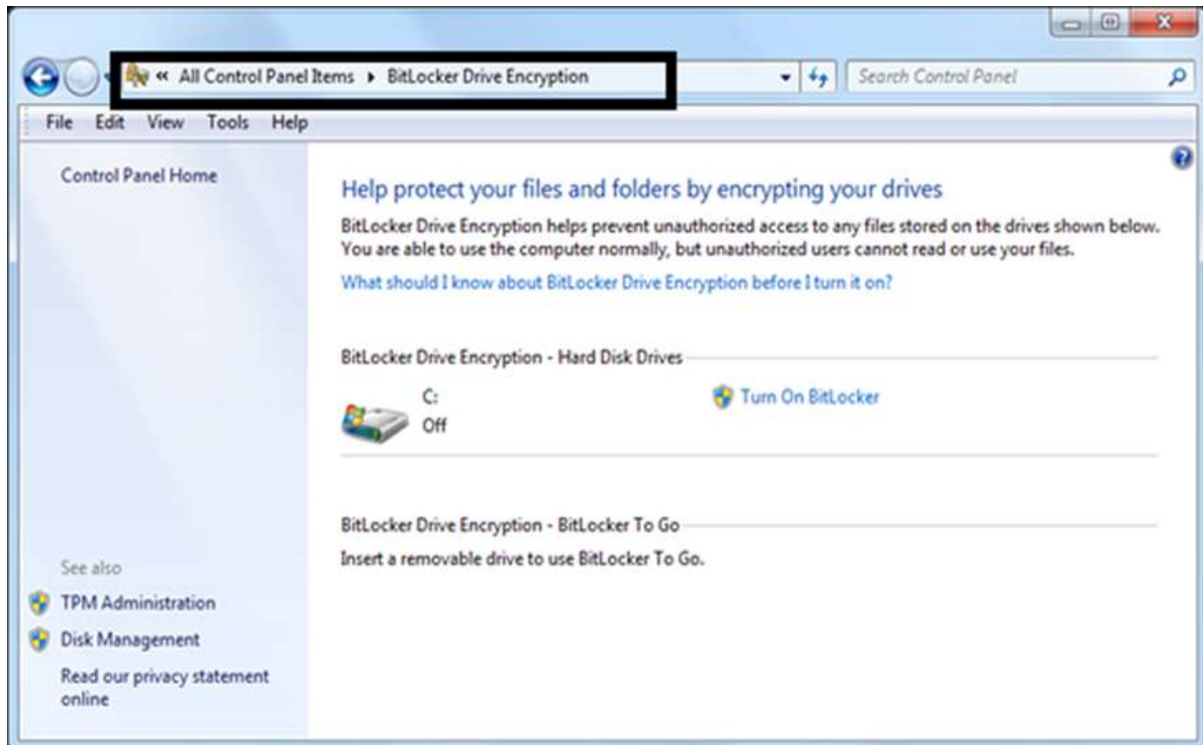 « All Control Panel Items ▸ BitLocker Drive Encryption
Search Control Panel
File Edit View Tools Help
Control Panel Home
Help protect your files and folders by encrypting your drives
BitLocker Drive Encryption helps prevent unauthorized access to any files stored on the drives shown below.
You are able to use the computer normally, but unauthorized users cannot read or use your files.
What should I know about BitLocker Drive Encryption before I turn it on?
BitLocker Drive Encryption - Hard Disk Drives
C:
Off
Turn On BitLocker
BitLocker Drive Encryption - BitLocker To Go
Insert a removable drive to use BitLocker To Go.
See also
TPM Administration
Disk Management
Read our privacy statement
online